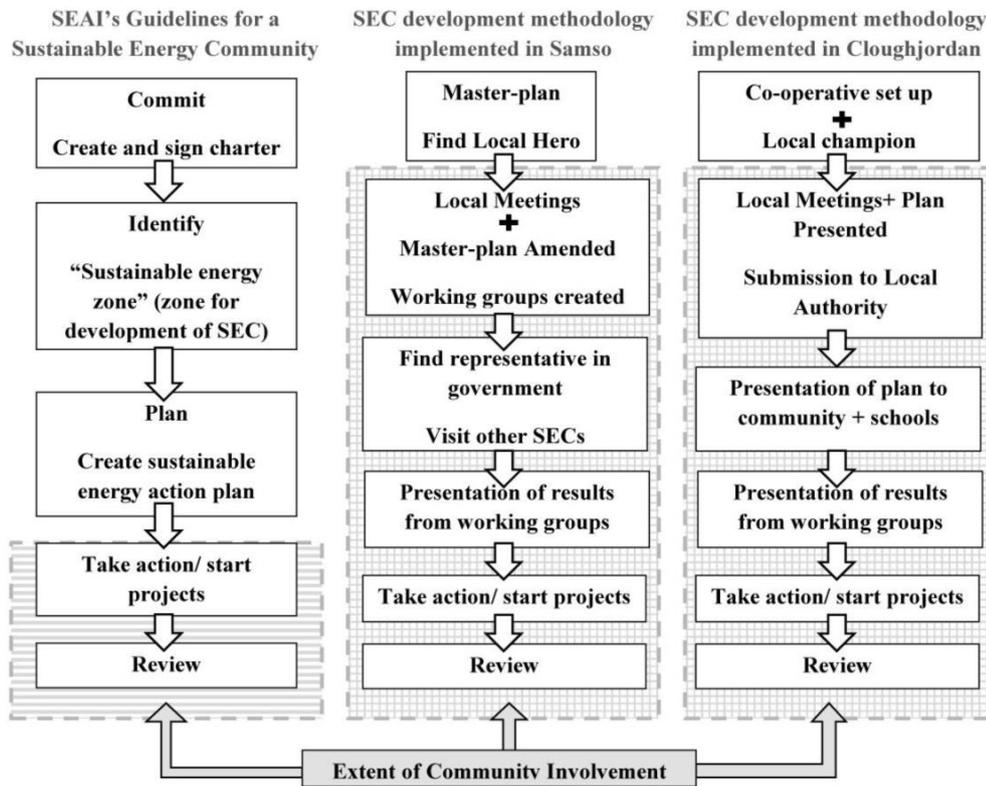 SEAI's Guidelines for a
Sustainable Energy Community
Commit
Create and sign charter
Identify
“Sustainable energy
zone” (zone for
development of SEC)
Plan
Create sustainable
energy action plan
Take action/ start
projects
Review
SEC development methodology
implemented in Samso
Master-plan
Find Local Hero
Local Meetings
+
Master-plan Amended
Working groups created
Find representative in
government
Visit other SECs
Presentation of results
from working groups
Take action/ start projects
Review
SEC development methodology
implemented in Cloughjordan
Co-operative set up
+
Local champion
Local Meetings+ Plan
Presented
Submission to Local
Authority
Presentation of plan to
community + schools
Presentation of results
from working groups
Take action/ start projects
Review
Extent of Community Involvement